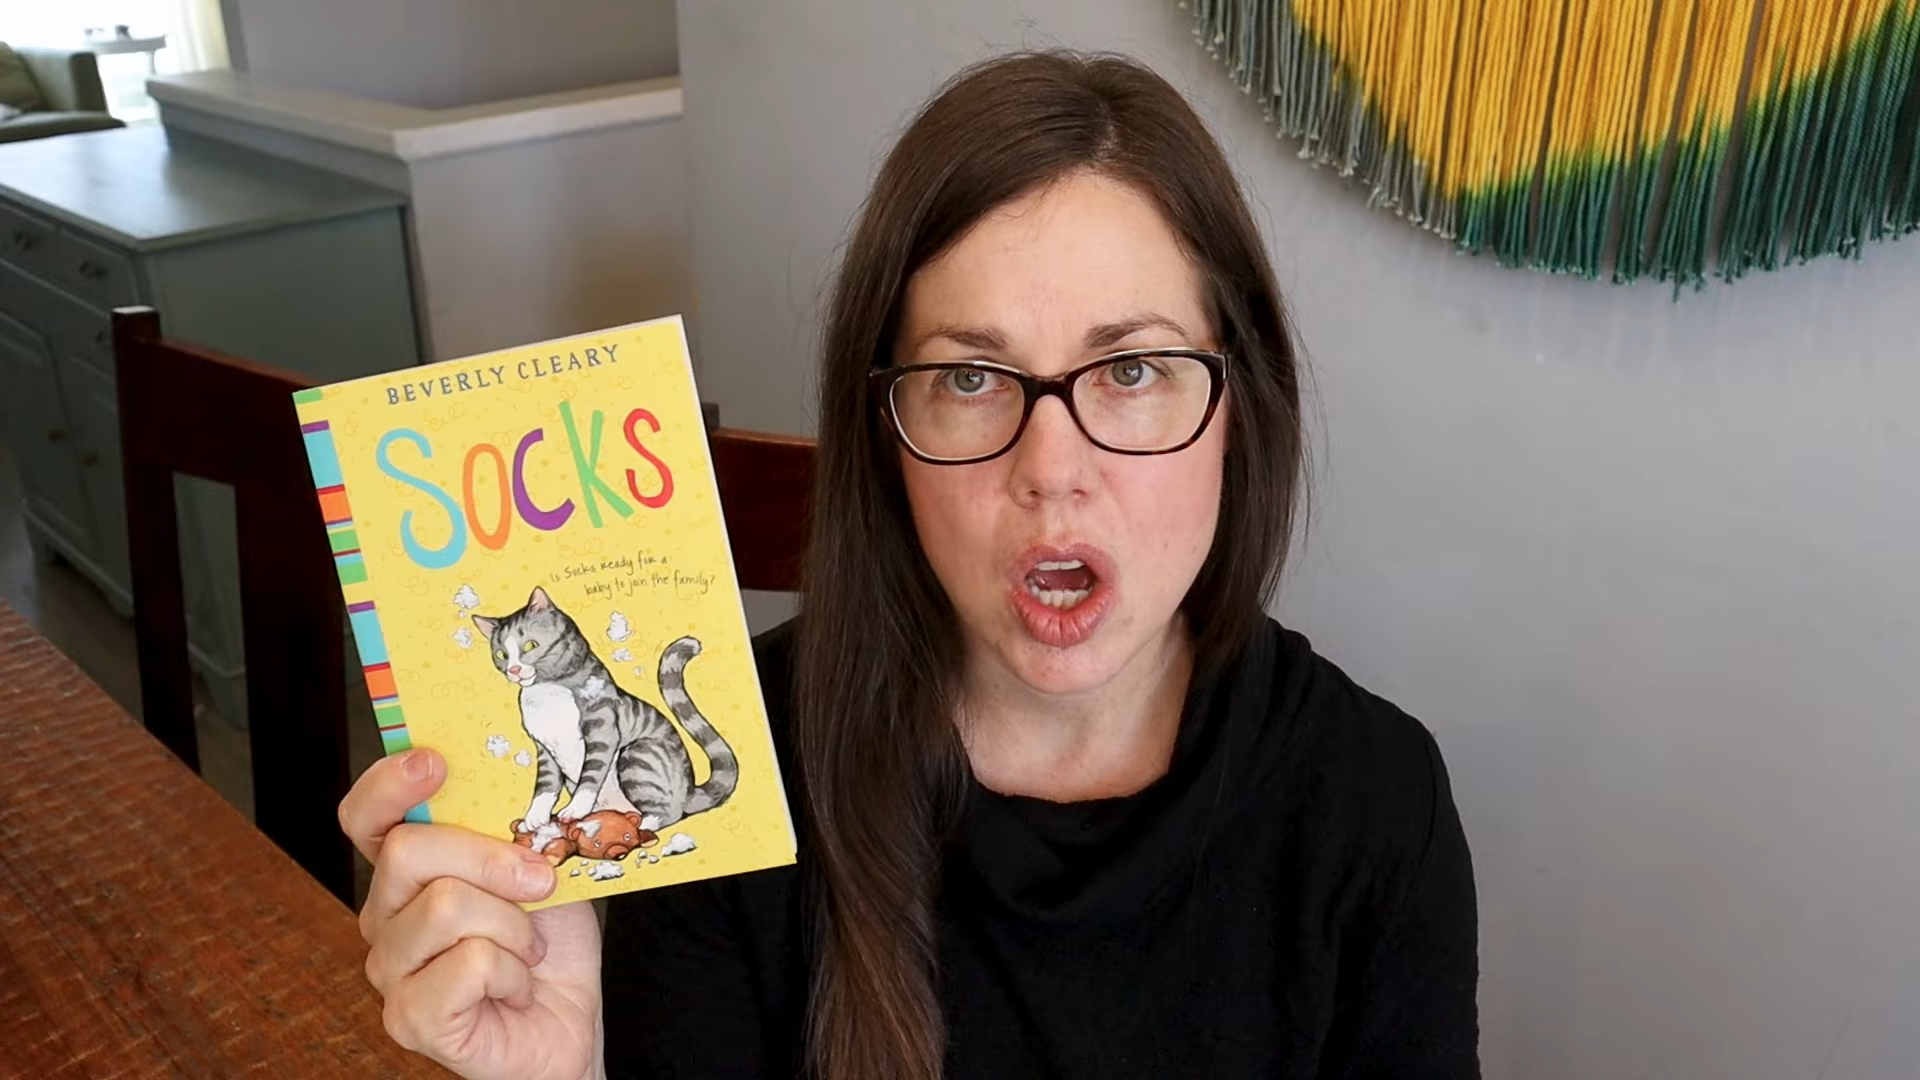 BEVERLY CLEARY
SOCKS
Is Socks ready for a
baby to join the family?